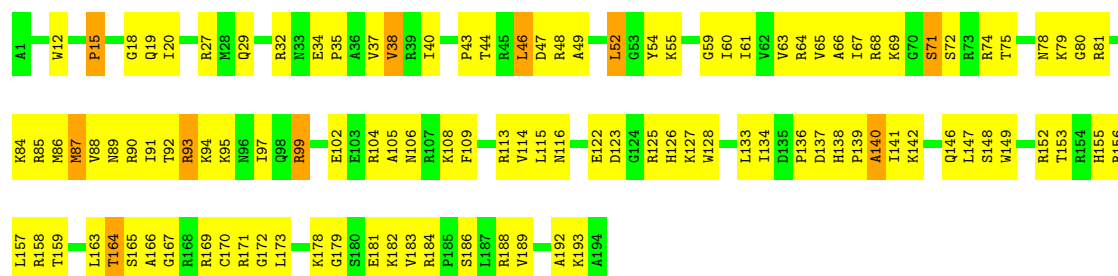 A1 W12 P15 G18 Q19 I20 R27 M28 Q29 R32 N33 E34 P35 A36 V37 V38 R39 I40 P43 T44 R45 L46 D47 R48 A49 L52 G53 Y54 K55 G59 I60 I61 V62 V63 R64 V65 A66 I67 R68 K69 G70 S71 S72 R73 R74 T75 N78 K79 G80 R81
K84 R85 M86 M87 V88 N89 R90 I91 T92 R93 K94 K95 N96 I97 Q98 R99 E102 E103 R104 A105 N106 R107 K108 F109 R113 V114 L115 N116 E122 D123 G124 R125 H126 K127 W128 L133 I134 D135 P136 D137 H138 P139 A140 I141 K142 Q146 L147 S148 W149 R152 T153 R154 H155
L157 R158 T159 L163 T164 S165 A166 G167 R168 R169 C170 R171 G172 L173 K178 G179 S180 E181 K182 V183 R184 P185 S186 L187 R188 V189 A192 K193 A194